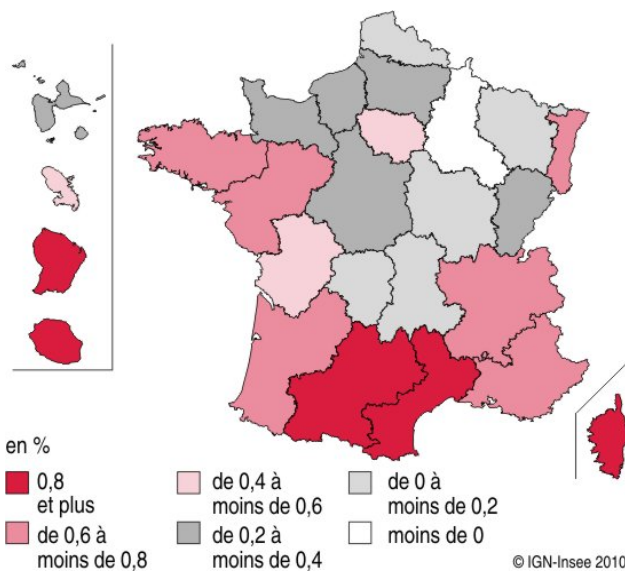 en %
0,8
et plus
de 0,6 à
moins de 0,8
de 0,4 à
moins de 0,6
de 0,2 à
moins de 0,4
de 0 à
moins de 0,2
moins de 0
© IGN-Insee 2010